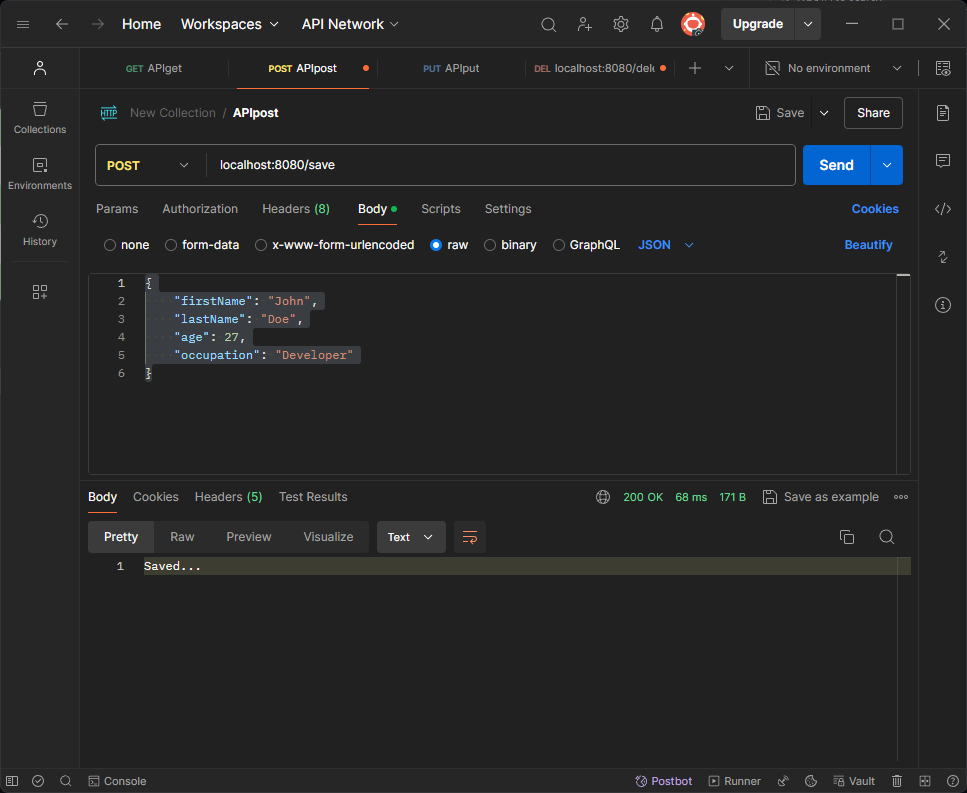 Home Workspaces API Network Upgrade
GET APIget POST APIpost PUT APIput DEL localhost:8080/dele No environment
HTTP New Collection / APIpost Save Share
Collections
Environments
History
POST localhost:8080/save Send
Params Authorization Headers (8) Body Scripts Settings Cookies
none form-data x-www-form-urlencoded raw binary GraphQL JSON Beautify
1 {
2 "firstName": "John",
3 "lastName": "Doe",
4 "age": 27,
5 "occupation": "Developer"
6 }
Body Cookies Headers (5) Test Results 200 OK 68 ms 171 B Save as example
Pretty Raw Preview Visualize Text
1 Saved...
Console Postbot Runner Vault